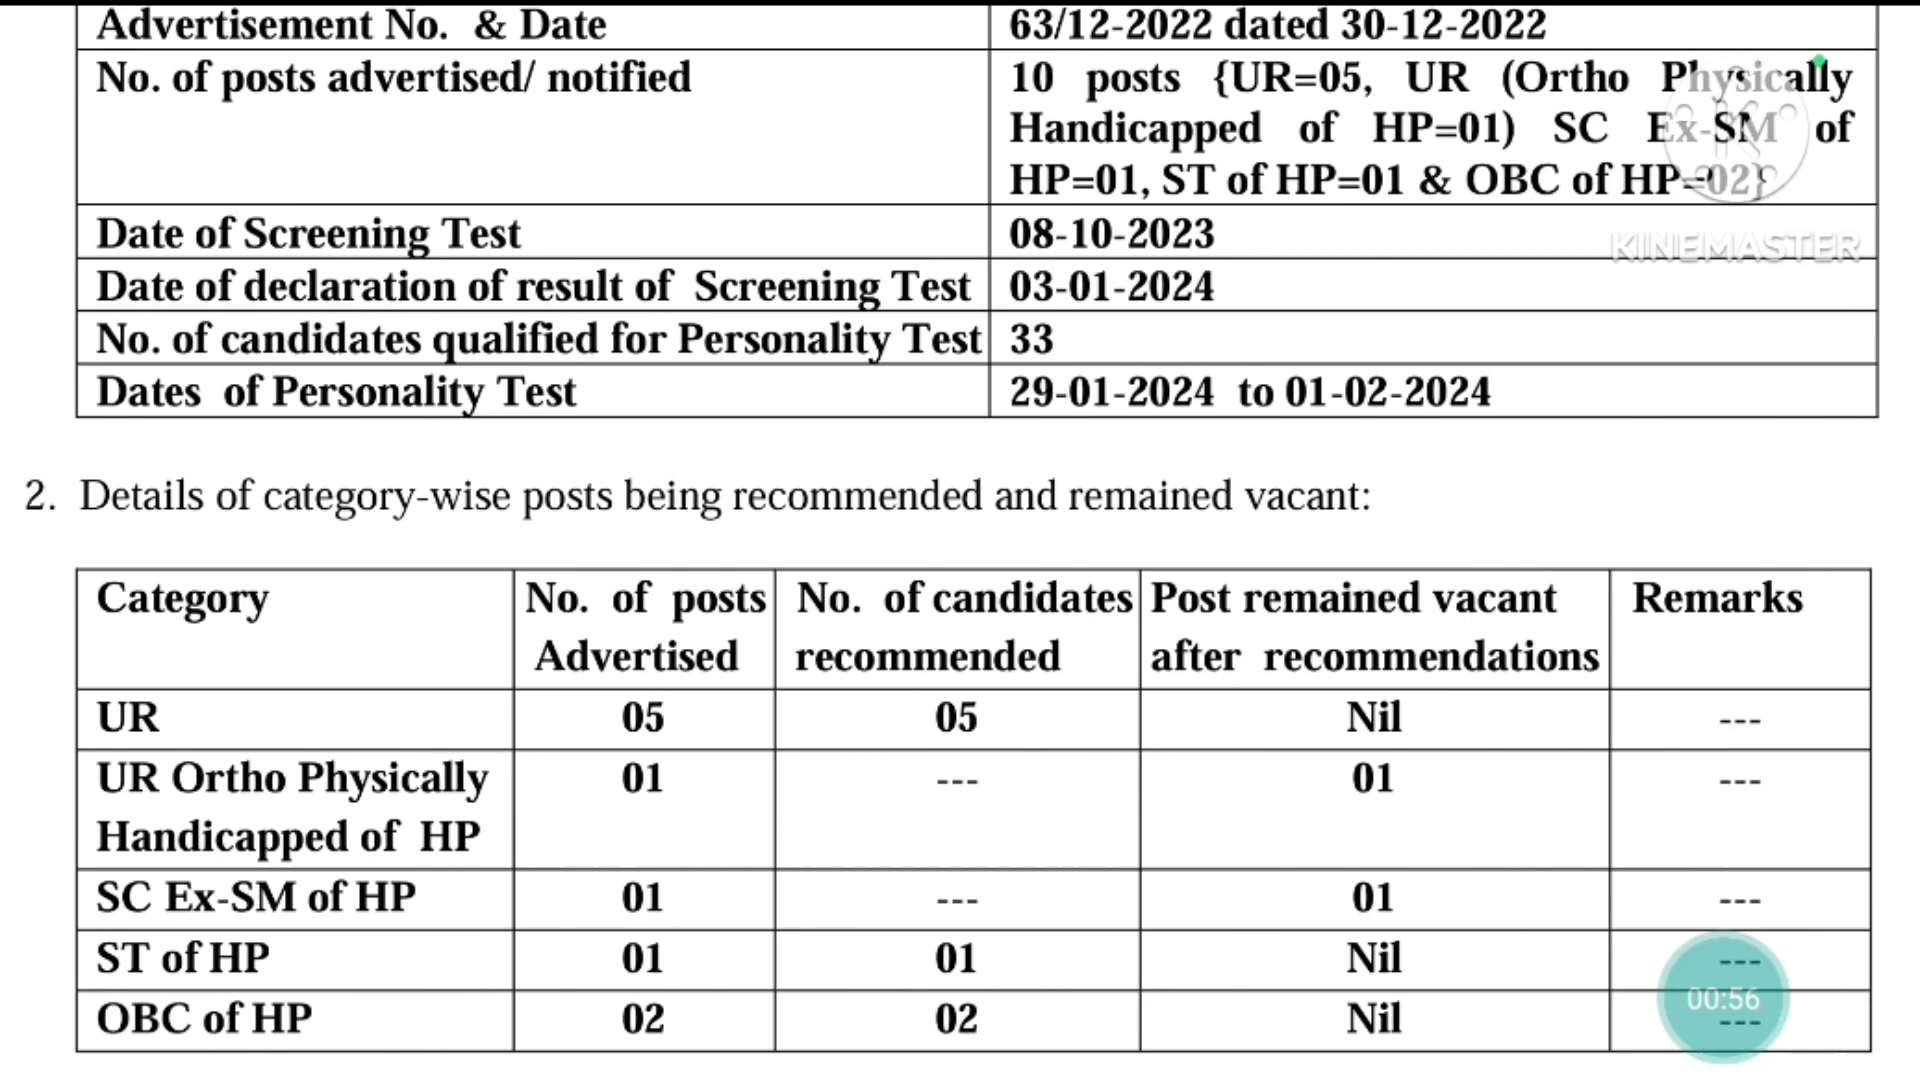 Advertisement No. & Date 63/12-2022 dated 30-12-2022
No. of posts advertised/ notified 10 posts {UR=05, UR (Ortho Physically
Handicapped of HP=01) SC Ex-SM of
HP=01, ST of HP=01 & OBC of HP=02}
Date of Screening Test 08-10-2023
KINEMASTER
Date of declaration of result of Screening Test 03-01-2024
No. of candidates qualified for Personality Test 33
Dates of Personality Test 29-01-2024 to 01-02-2024
2. Details of category-wise posts being recommended and remained vacant:
Category No. of posts No. of candidates Post remained vacant Remarks
Advertised recommended after recommendations
UR 05 05 Nil ---
UR Ortho Physically 01 --- 01 ---
Handicapped of HP
SC Ex-SM of HP 01 --- 01 ---
ST of HP 01 01 Nil ---
00:56
OBC of HP 02 02 Nil ---